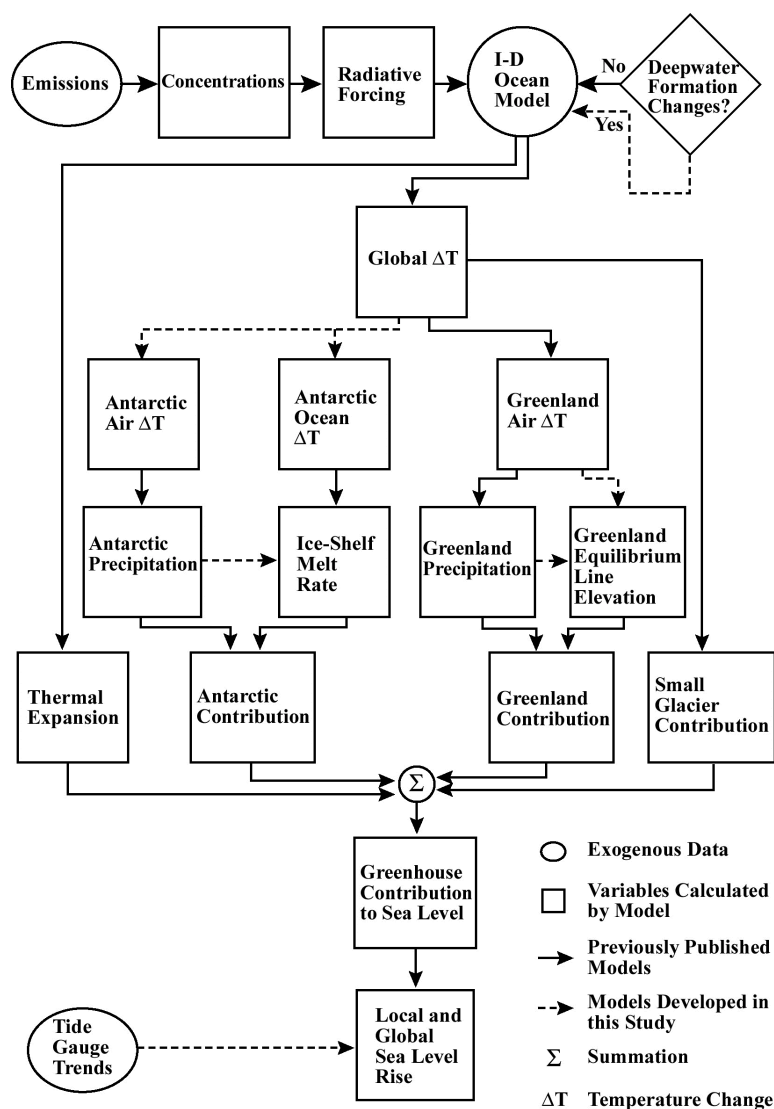 Emissions
Concentrations
Radiative
Forcing
I-D
Ocean
Model
No
Deepwater
Formation
Changes?
Yes
Global ΔT
Antarctic
Air ΔT
Antarctic
Ocean
ΔT
Greenland
Air ΔT
Antarctic
Precipitation
Ice-Shelf
Melt
Rate
Greenland
Precipitation
Greenland
Equilibrium
Line
Elevation
Thermal
Expansion
Antarctic
Contribution
Greenland
Contribution
Small
Glacier
Contribution
Σ
Greenhouse
Contribution
to Sea Level
Local and
Global
Sea Level
Rise
Tide
Gauge
Trends
Exogenous Data
Variables Calculated
by Model
Previously Published
Models
Models Developed in
this Study
Σ Summation
ΔT Temperature Change